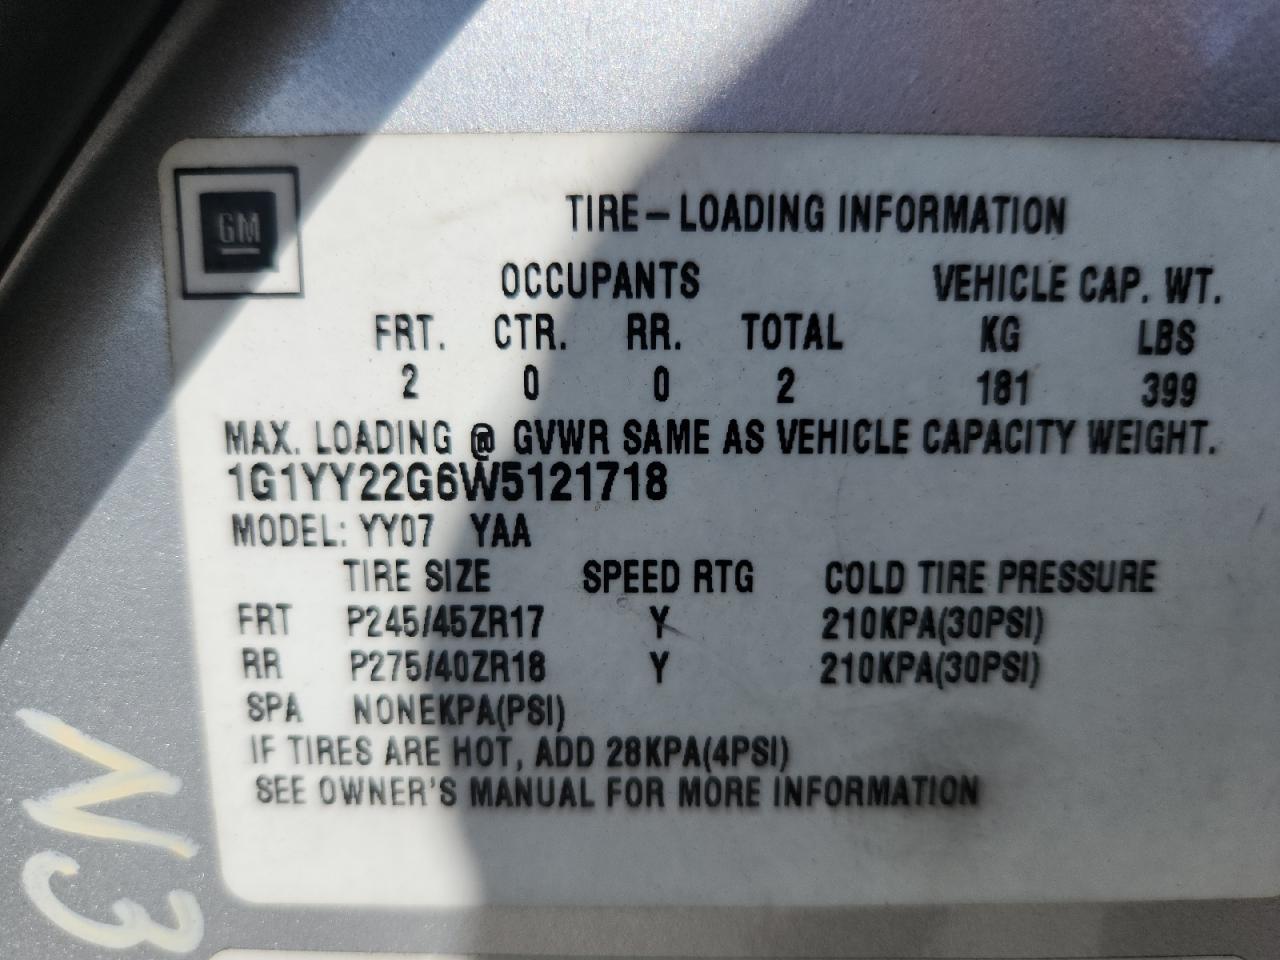 GM
TIRE-LOADING INFORMATION
OCCUPANTS VEHICLE CAP. WT.
FRT. CTR. RR. TOTAL KG LBS
2 0 0 2 181 399
MAX. LOADING @ GVWR SAME AS VEHICLE CAPACITY WEIGHT.
1G1YY22G6W5121718
MODEL: YY07 YAA
TIRE SIZE SPEED RTG COLD TIRE PRESSURE
FRT P245/45ZR17 Y 210KPA(30PSI)
RR P275/40ZR18 Y 210KPA(30PSI)
SPA NONEKPA(PSI)
IF TIRES ARE HOT, ADD 28KPA(4PSI)
SEE OWNER'S MANUAL FOR MORE INFORMATION
N3